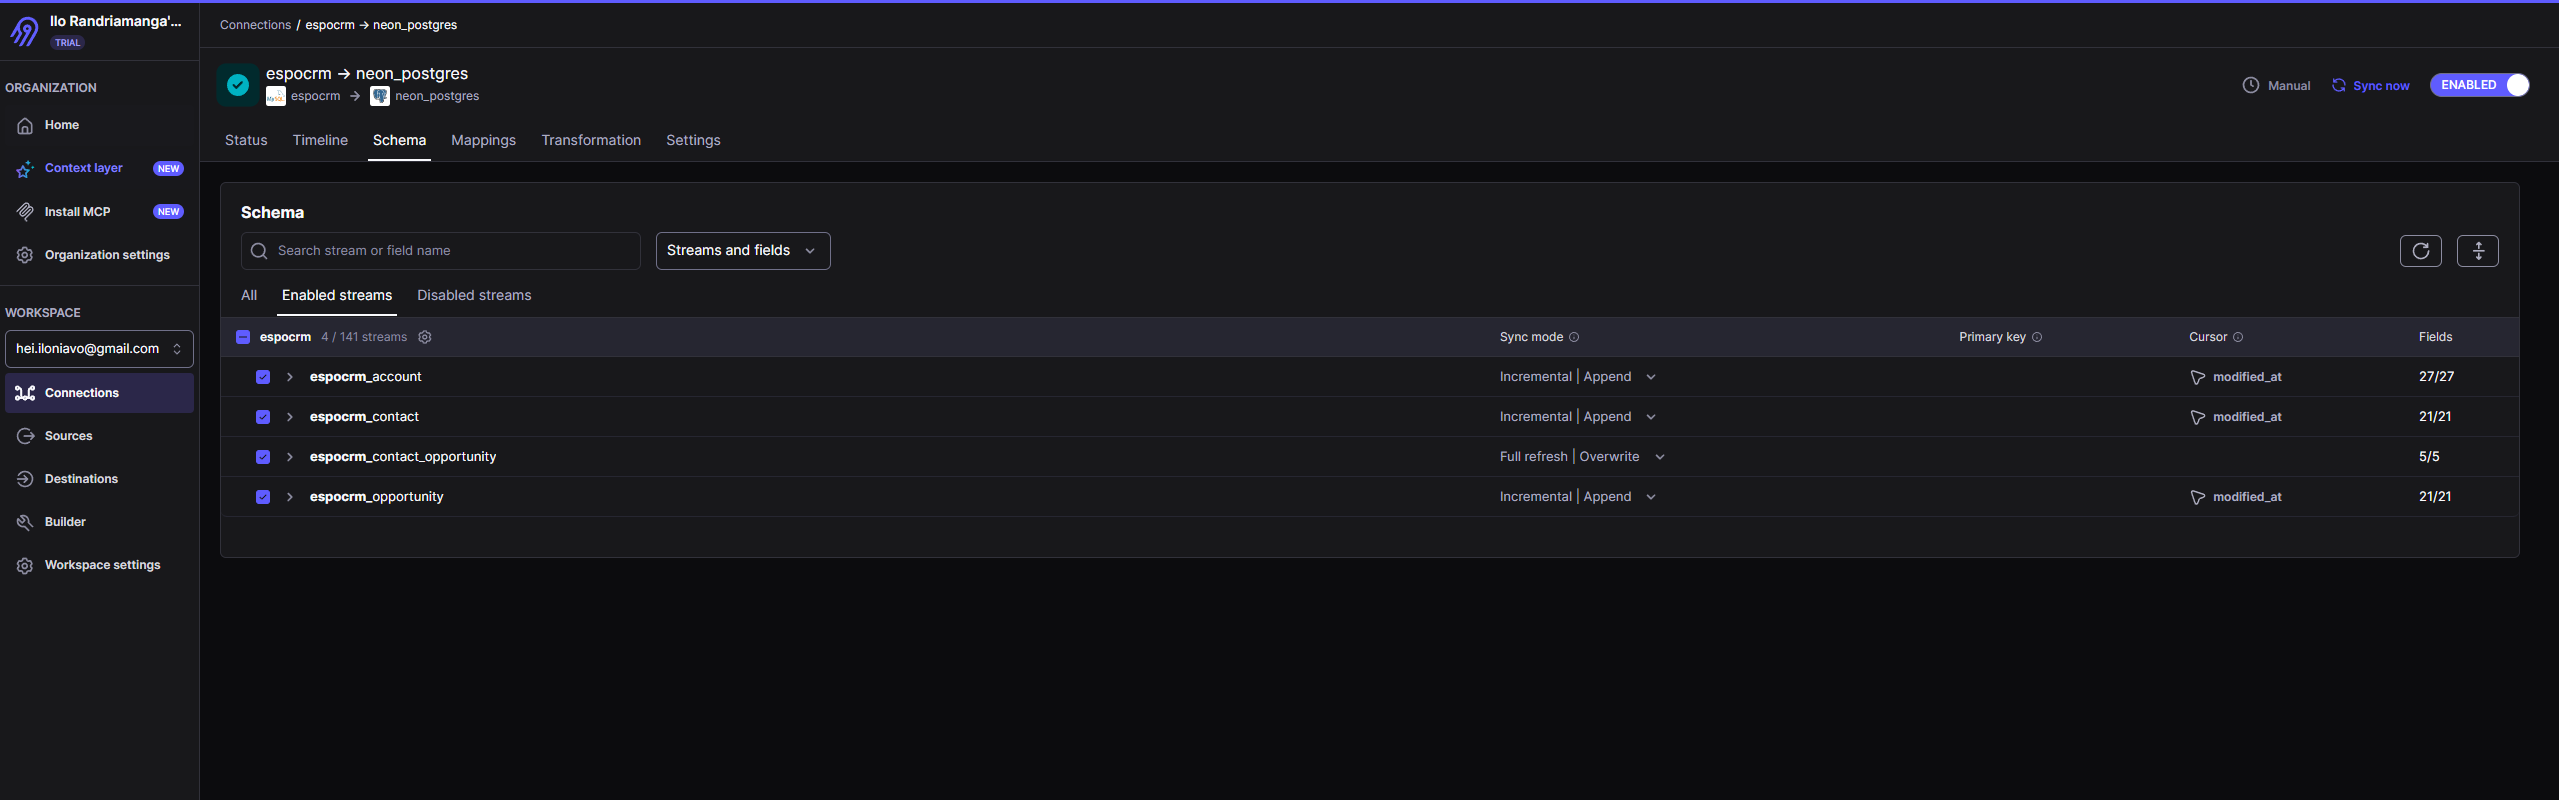 Ilo Randriamanga'...
TRIAL
ORGANIZATION
Home
Context layer NEW
Install MCP NEW
Organization settings
WORKSPACE
hei.iloniavo@gmail.com
Connections
Sources
Destinations
Builder
Workspace settings
Connections / espocrm → neon_postgres
espocrm → neon_postgres
MySQL espocrm → neon_postgres
Manual Sync now ENABLED
Status Timeline Schema Mappings Transformation Settings
Schema
Search stream or field name Streams and fields
All Enabled streams Disabled streams
espocrm 4 / 141 streams Sync mode Primary key Cursor Fields
espocrm_account Incremental | Append modified_at 27/27
espocrm_contact Incremental | Append modified_at 21/21
espocrm_contact_opportunity Full refresh | Overwrite 5/5
espocrm_opportunity Incremental | Append modified_at 21/21